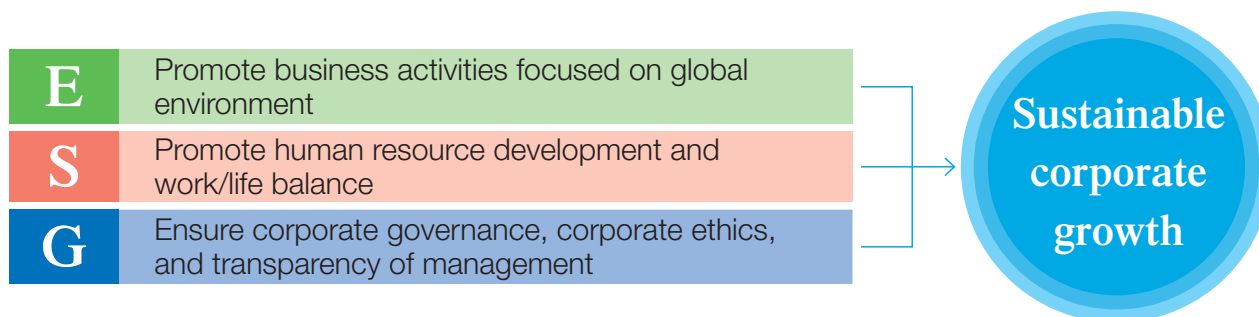 E
Promote business activities focused on global
environment
S
Promote human resource development and
work/life balance
G
Ensure corporate governance, corporate ethics,
and transparency of management
Sustainable
corporate
growth